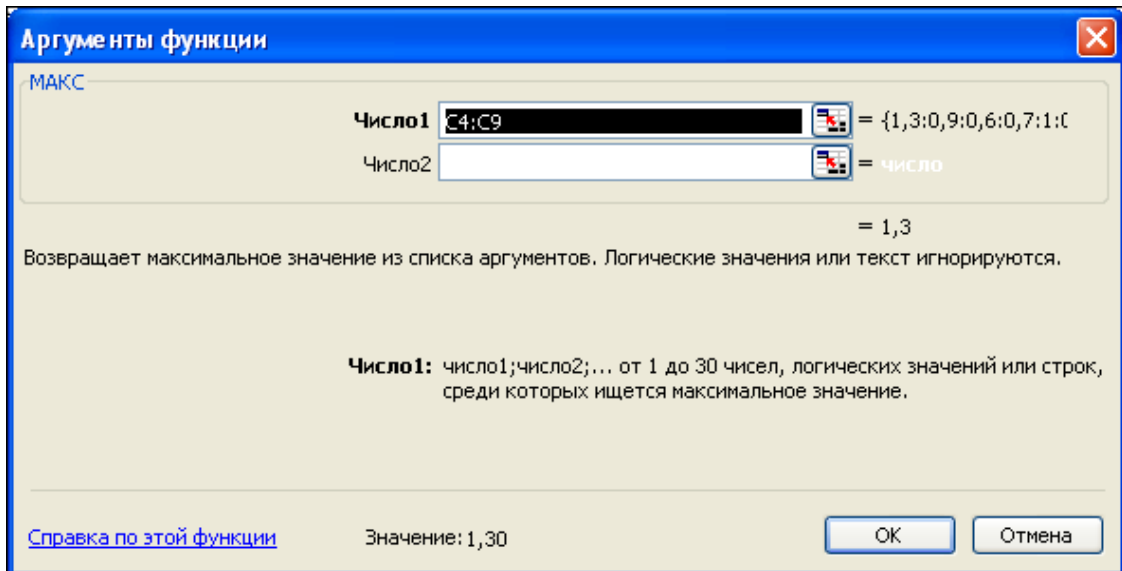 Аргументы функции
МАКС
Число1 C4:C9 = {1,3:0,9:0,6:0,7:1:0
Число2 = число
= 1,3
Возвращает максимальное значение из списка аргументов. Логические значения или текст игнорируются.
Число1: число1;число2;... от 1 до 30 чисел, логических значений или строк,
среди которых ищется максимальное значение.
Справка по этой функции Значение: 1,30 ОК Отмена